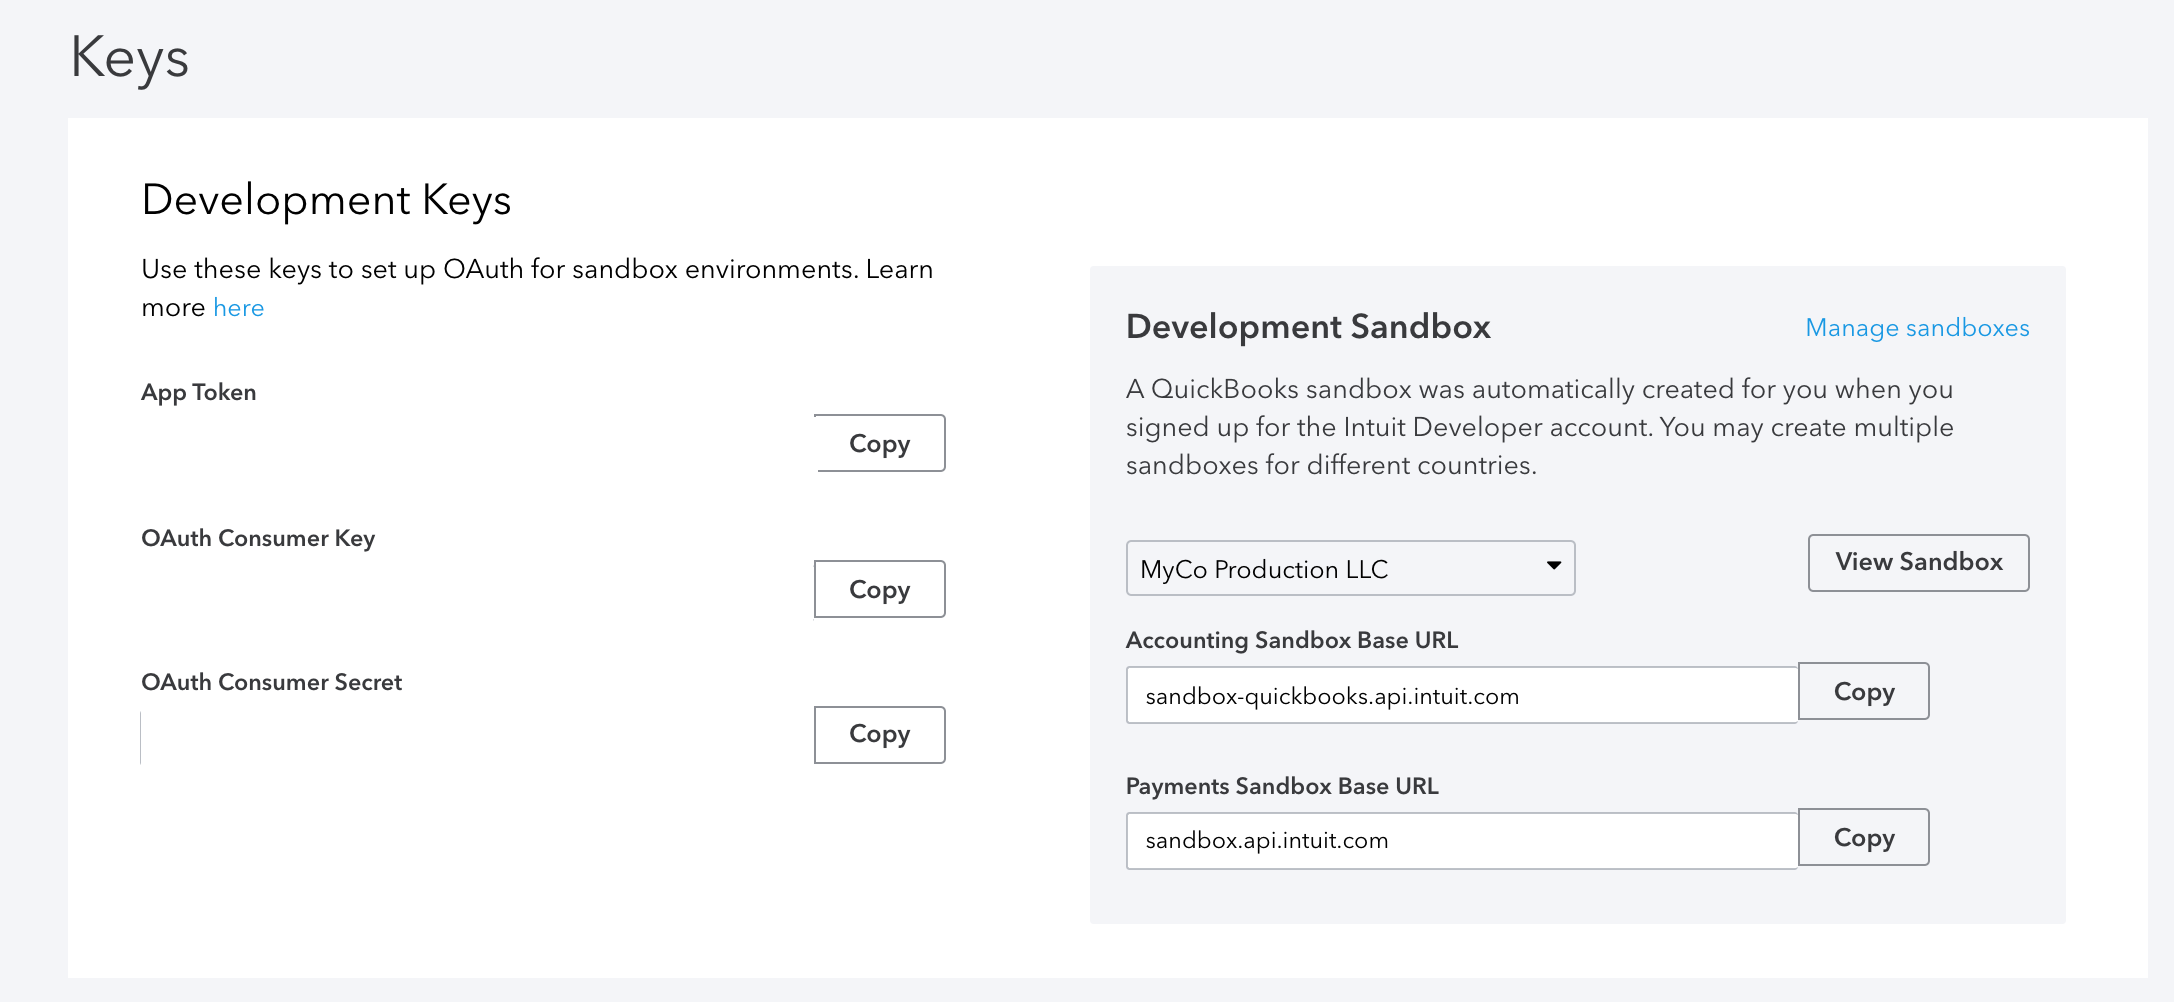 Keys
Development Keys
Use these keys to set up OAuth for sandbox environments. Learn
more here
App Token
Copy
OAuth Consumer Key
Copy
OAuth Consumer Secret
Copy
Development Sandbox
Manage sandboxes
A QuickBooks sandbox was automatically created for you when you
signed up for the Intuit Developer account. You may create multiple
sandboxes for different countries.
MyCo Production LLC
View Sandbox
Accounting Sandbox Base URL
sandbox-quickbooks.api.intuit.com
Copy
Payments Sandbox Base URL
sandbox.api.intuit.com
Copy